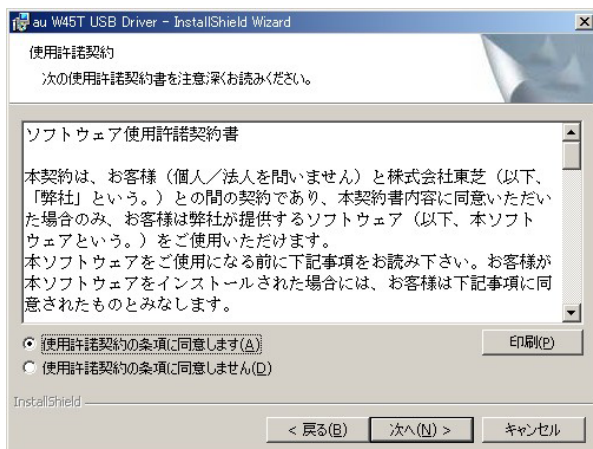 au W45T USB Driver - InstallShield Wizard
使用許諾契約
次の使用許諾契約書を注意深くお読みください。
ソフトウェア使用許諾契約書
本契約は、お客様（個人／法人を問いません）と株式会社東芝（以下、
「弊社」という。）との間の契約であり、本契約書内容に同意いただい
た場合のみ、お客様は弊社が提供するソフトウェア（以下、本ソフト
ウェアという。）をご使用いただけます。
本ソフトウェアをご使用になる前に下記事項をお読み下さい。お客様が
本ソフトウェアをインストールされた場合には、お客様は下記事項に同
意されたものとみなします。
使用許諾契約の条項に同意します(A)
印刷(P)
使用許諾契約の条項に同意しません(D)
InstallShield
< 戻る(B)
次へ(N) >
キャンセル